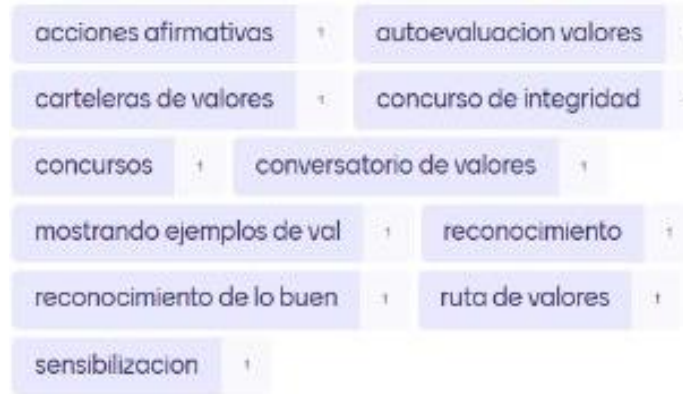 acciones afirmativas 1 autoevaluacion valores
carteleras de valores 1 concurso de integridad
concursos 1 conversatorio de valores 1
mostrando ejemplos de val 1 reconocimiento 1
reconocimiento de lo buen 1 ruta de valores 1
sensibilizacion 1